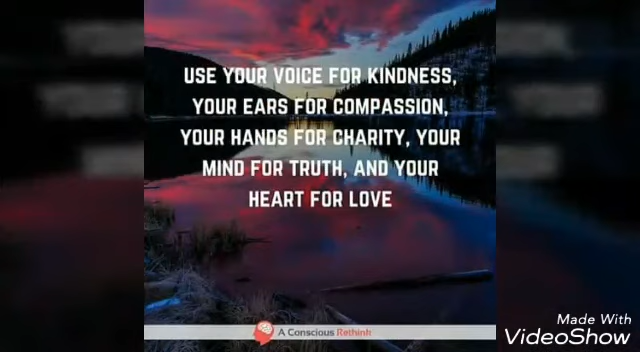 USE YOUR VOICE FOR KINDNESS,
YOUR EARS FOR COMPASSION,
YOUR HANDS FOR CHARITY, YOUR
MIND FOR TRUTH, AND YOUR
HEART FOR LOVE
A Conscious Rethink
Made With
VideoShow